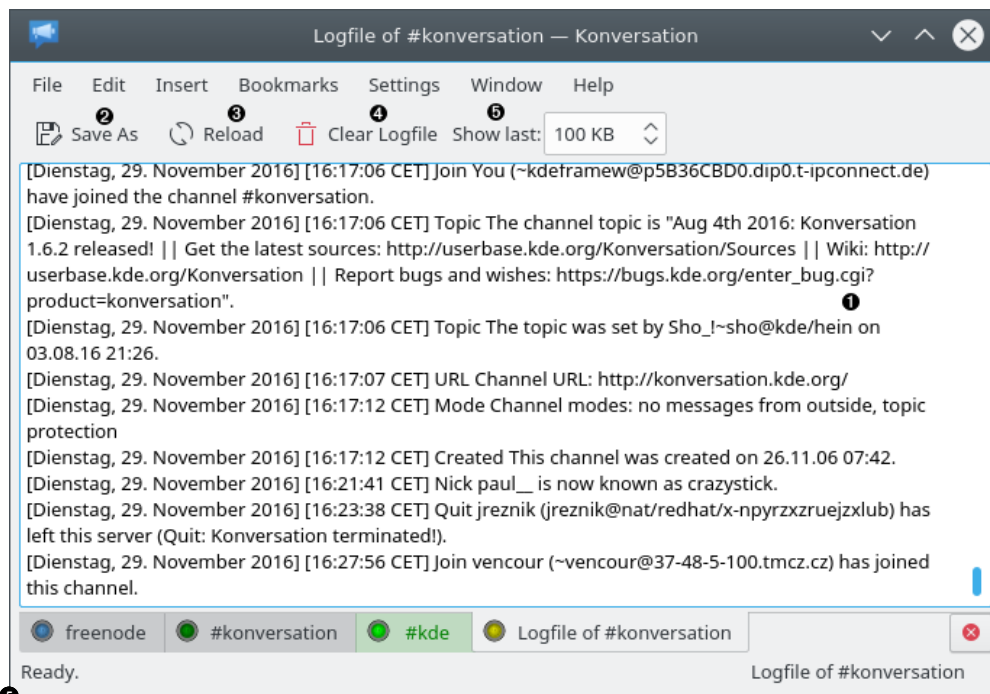 Logfile of #konversation — Konversation
File Edit Insert Bookmarks Settings Window Help
❷ ❸ ❹ ❺
Save As Reload Clear Logfile Show last: 100 KB
[Dienstag, 29. November 2016] [16:17:06 CET] Join You (~kdeframew@p5B36CBD0.dip0.t-ipconnect.de)
have joined the channel #konversation.
[Dienstag, 29. November 2016] [16:17:06 CET] Topic The channel topic is "Aug 4th 2016: Konversation
1.6.2 released! || Get the latest sources: http://userbase.kde.org/Konversation/Sources || Wiki: http://
userbase.kde.org/Konversation || Report bugs and wishes: https://bugs.kde.org/enter_bug.cgi?
product=konversation".
❶
[Dienstag, 29. November 2016] [16:17:06 CET] Topic The topic was set by Sho_!~sho@kde/hein on
03.08.16 21:26.
[Dienstag, 29. November 2016] [16:17:07 CET] URL Channel URL: http://konversation.kde.org/
[Dienstag, 29. November 2016] [16:17:12 CET] Mode Channel modes: no messages from outside, topic
protection
[Dienstag, 29. November 2016] [16:17:12 CET] Created This channel was created on 26.11.06 07:42.
[Dienstag, 29. November 2016] [16:21:41 CET] Nick paul__ is now known as crazystick.
[Dienstag, 29. November 2016] [16:23:38 CET] Quit jreznik (jreznik@nat/redhat/x-npyrzxzruejzxlub) has
left this server (Quit: Konversation terminated!).
[Dienstag, 29. November 2016] [16:27:56 CET] Join vencour (~vencour@37-48-5-100.tmcz.cz) has joined
this channel.
freenode #konversation #kde Logfile of #konversation
Ready. Logfile of #konversation